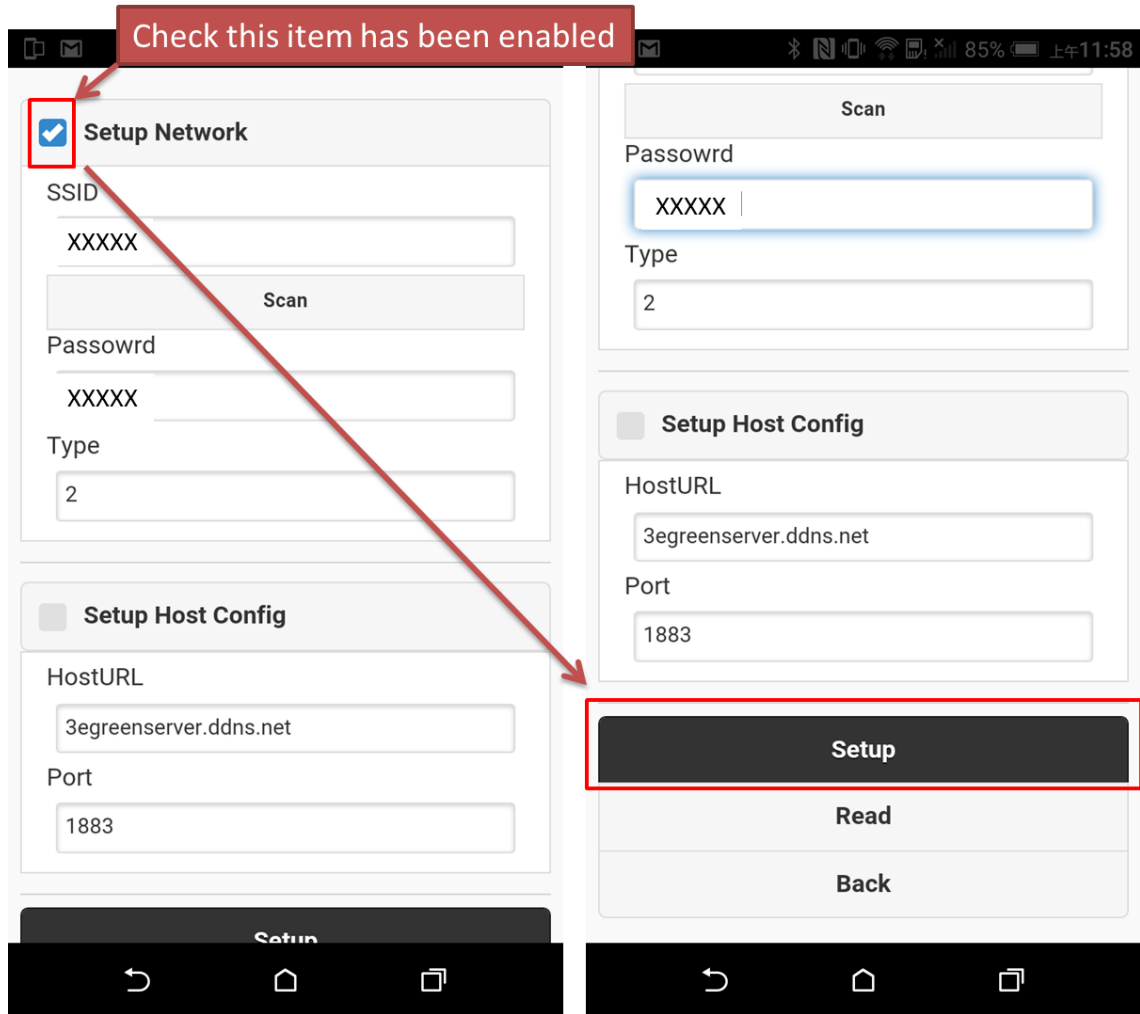 Check this item has been enabled
Setup Network
SSID
XXXXX
Scan
Passowrd
XXXXX
Type
2
Setup Host Config
HostURL
3egreenserver.ddns.net
Port
1883
Setup
85% 上午11:58
Scan
Passowrd
XXXXX
Type
2
Setup Host Config
HostURL
3egreenserver.ddns.net
Port
1883
Setup
Read
Back